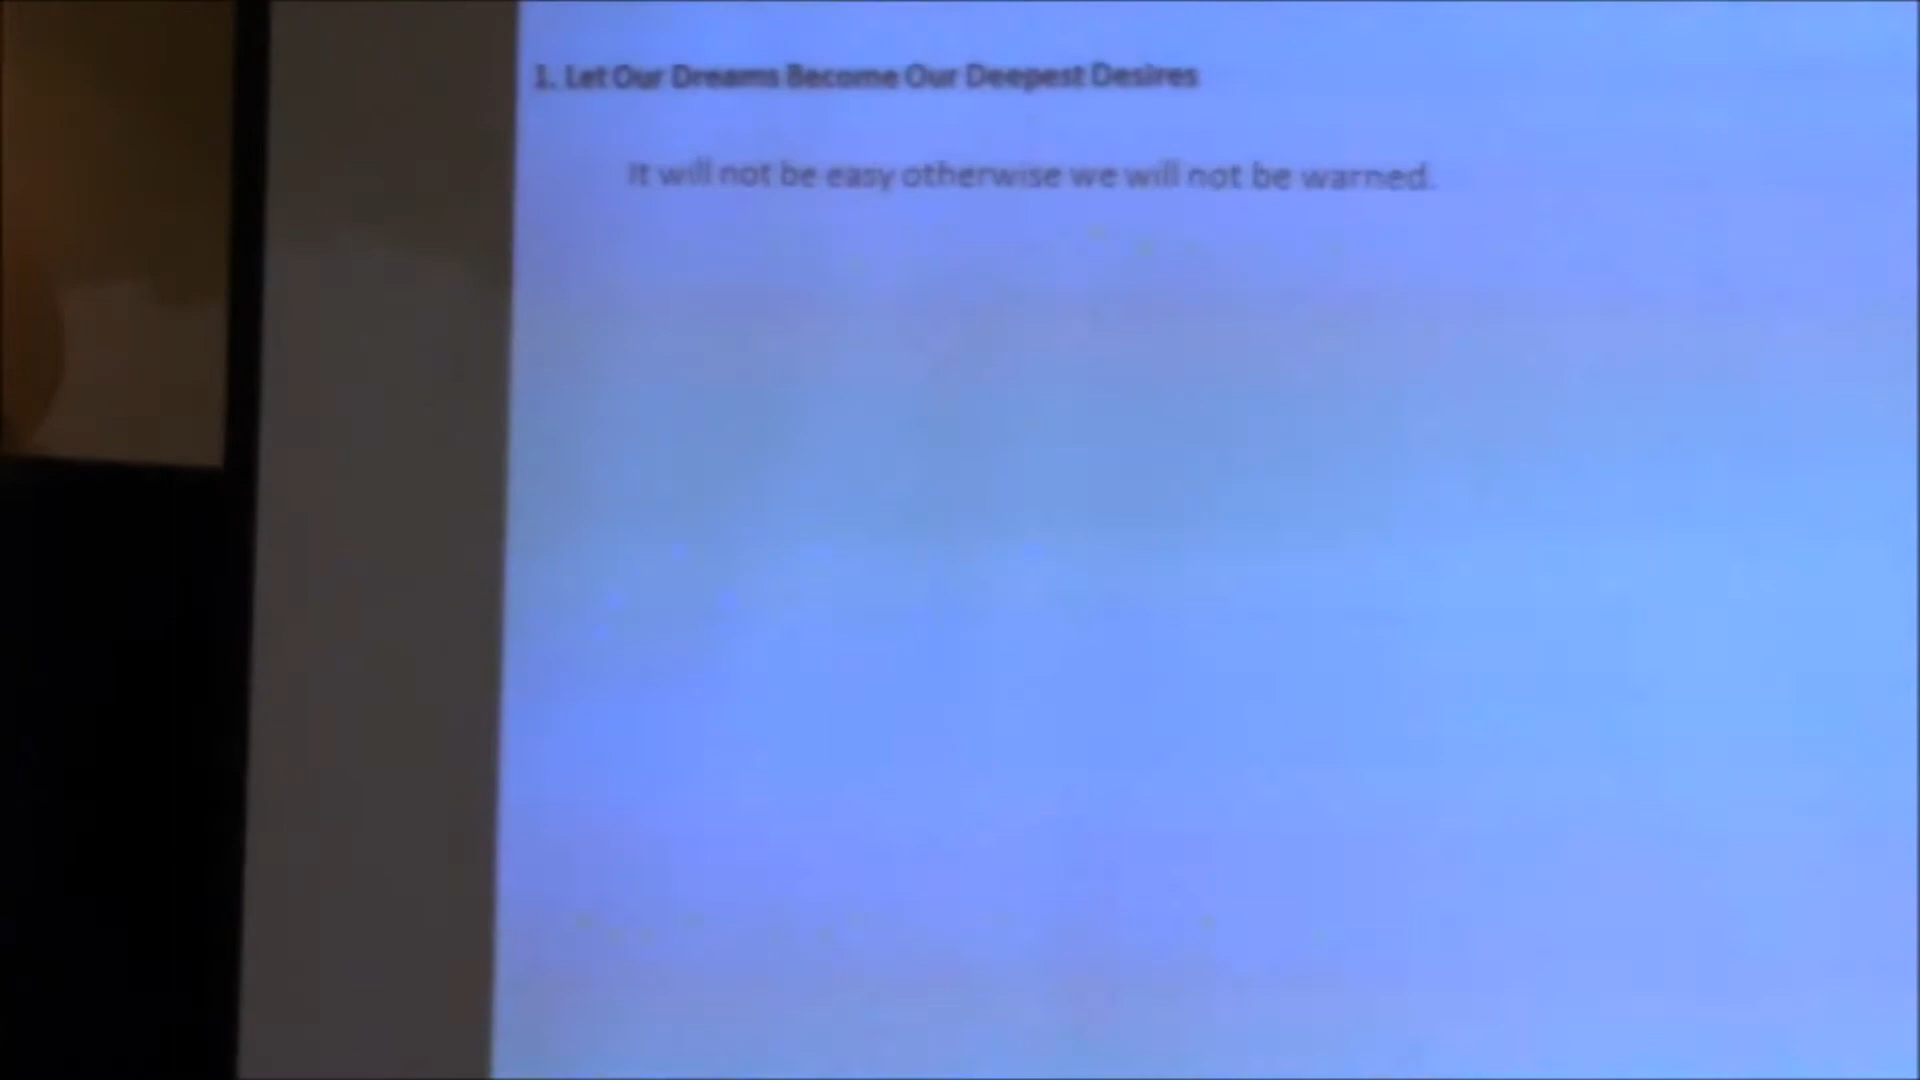 1. Let Our Dreams Become Our Deepest Desires
It will not be easy otherwise we will not be warned.